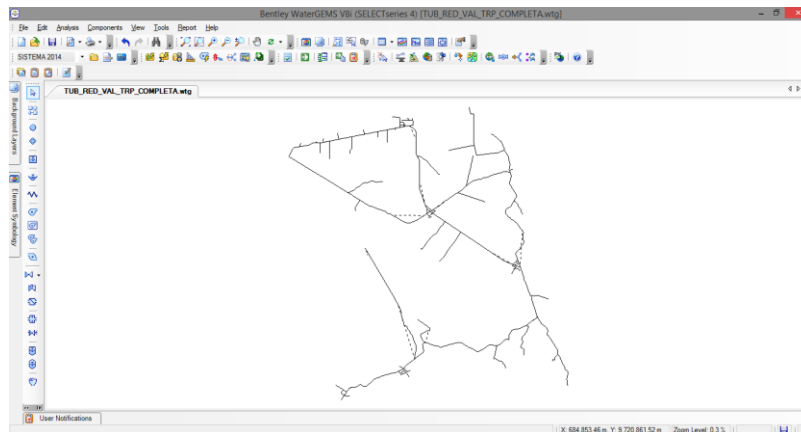 Bentley WaterGEMS V8i (SELECTseries 4) [TUB_RED_VAL_TRP_COMPLETA.wtg]
File Edit Analysis Components View Tools Report Help
SISTEMA 2014
TUB_RED_VAL_TRP_COMPLETA.wtg
Background Layers
Element Symbology
User Notifications
X: 684.853,46 m, Y: 9.720.861,52 m Zoom Level: 0.3 %